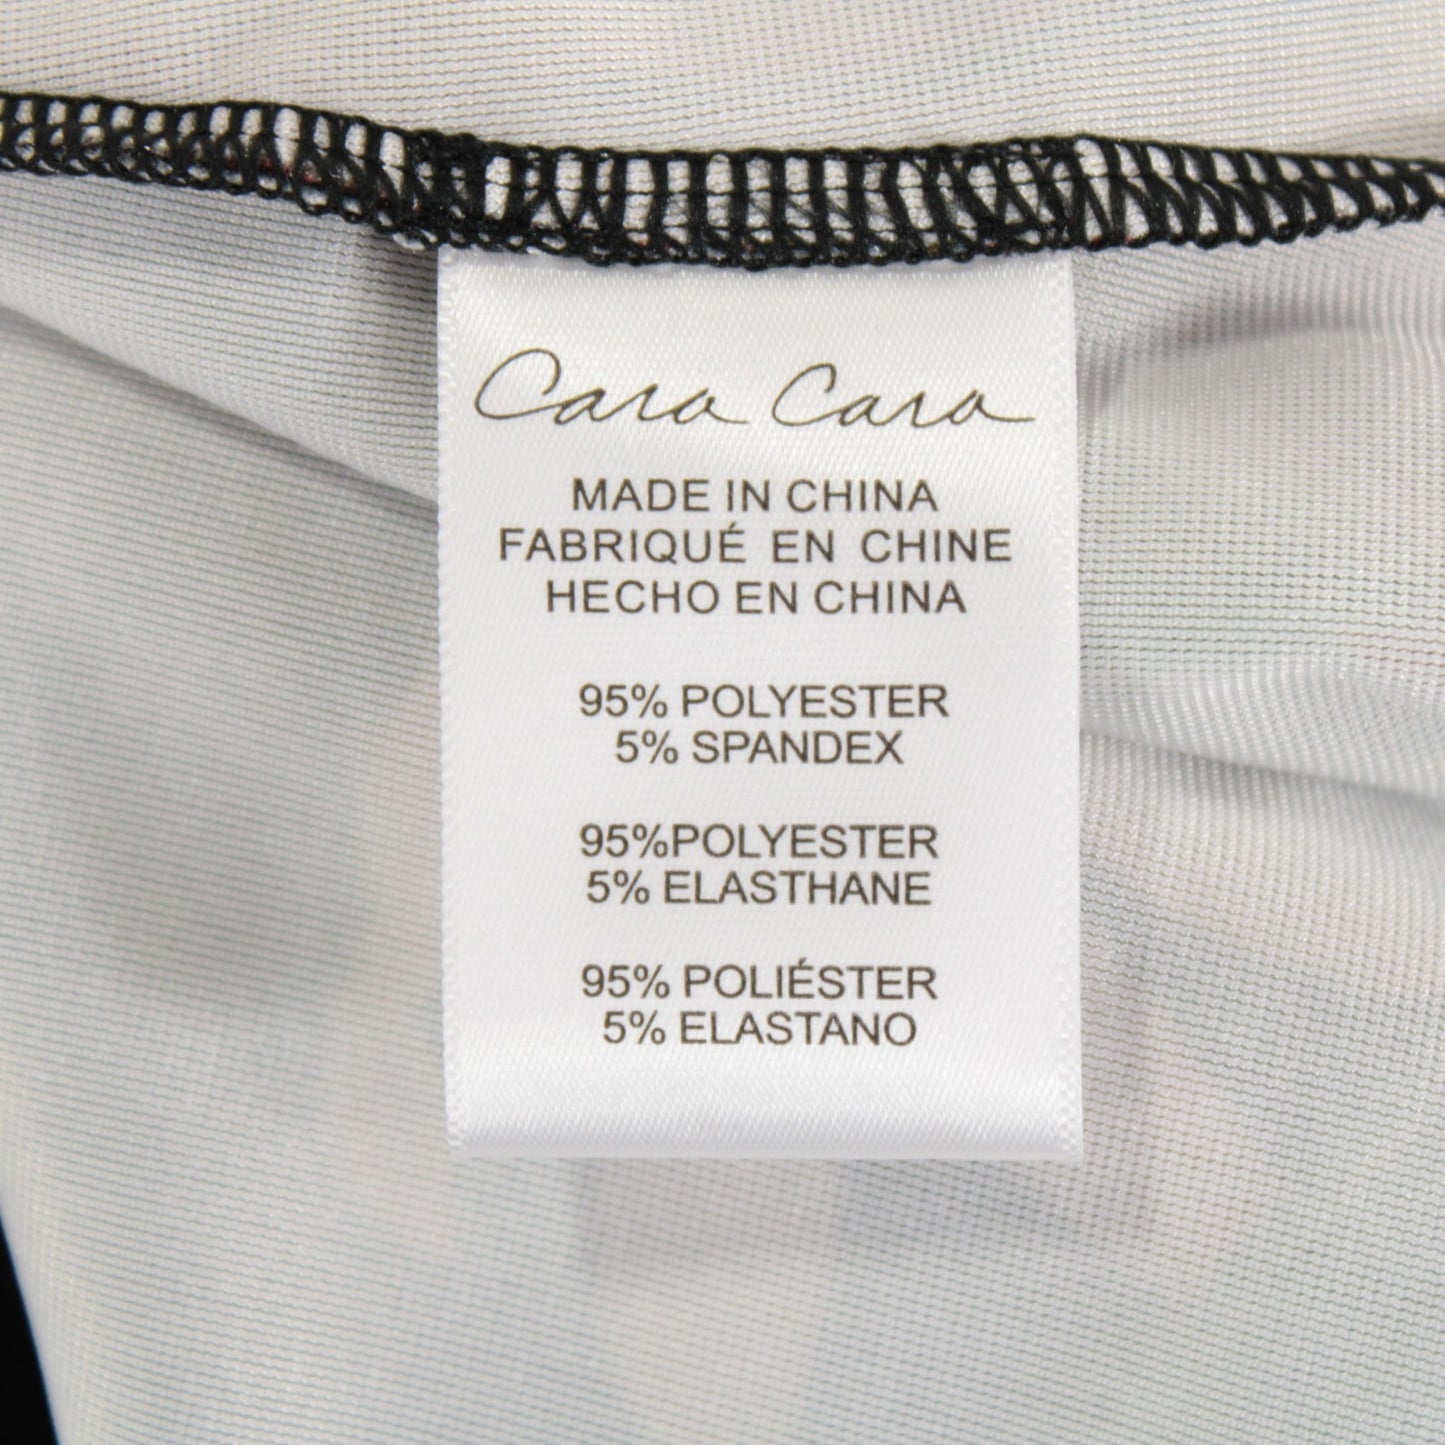 Cara Cara
MADE IN CHINA
FABRIQUÉ EN CHINE
HECHO EN CHINA
95% POLYESTER
5% SPANDEX
95%POLYESTER
5% ELASTHANE
95% POLIÉSTER
5% ELASTANO